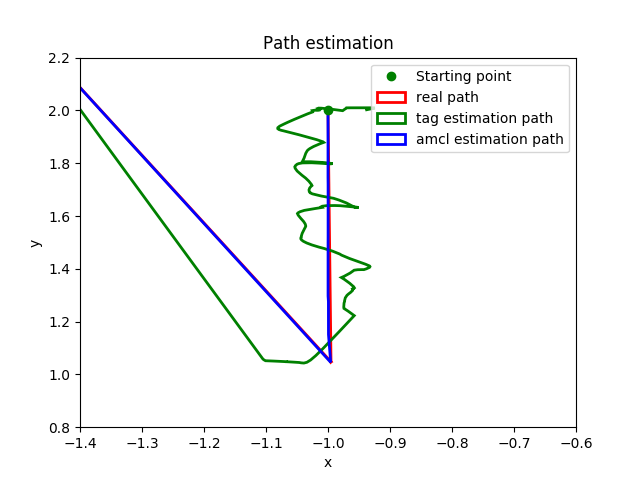 Path estimation
2.2
2.0
1.8
1.6
1.4
1.2
1.0
0.8
y
Starting point
real path
tag estimation path
amcl estimation path
−1.4 −1.3 −1.2 −1.1 −1.0 −0.9 −0.8 −0.7 −0.6
x